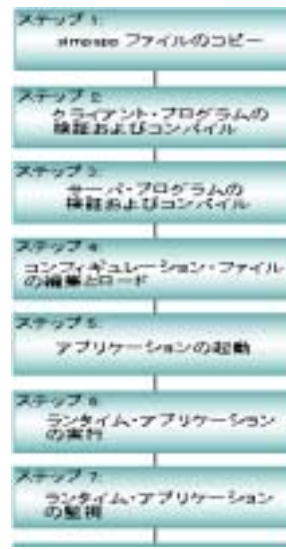 ステップ 1:
simpapp ファイルのコピー
ステップ 2:
クライアント・プログラムの
検証およびコンパイル
ステップ 3:
サーバ・プログラムの
検証およびコンパイル
ステップ 4:
コンフィギュレーション・ファイル
の編集とロード
ステップ 5:
アプリケーションの起動
ステップ 6:
ランタイム・アプリケーション
の実行
ステップ 7:
ランタイム・アプリケーション
の監視